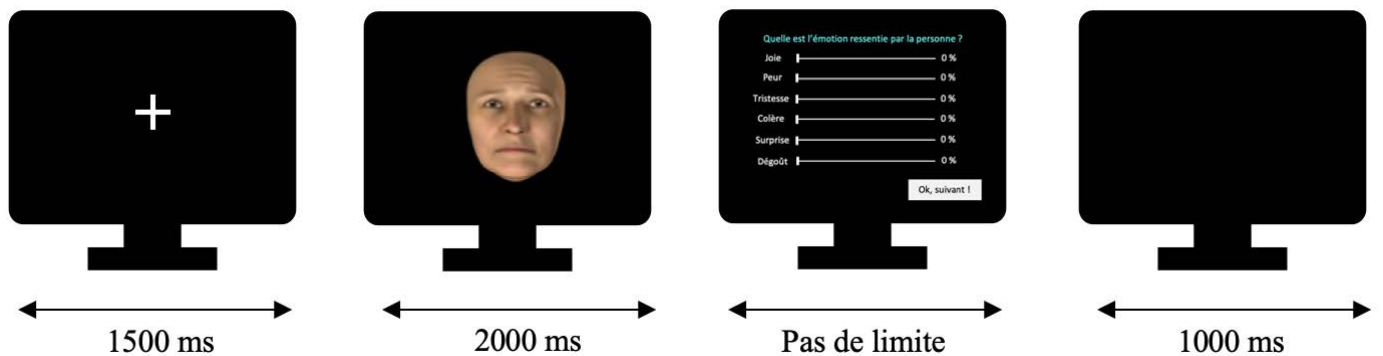 Quelle est l'émotion ressentie par la personne ?
Joie 0 %
Peur 0 %
Tristesse 0 %
Colère 0 %
Surprise 0 %
Dégoût 0 %
Ok, suivant !
1500 ms
2000 ms
Pas de limite
1000 ms